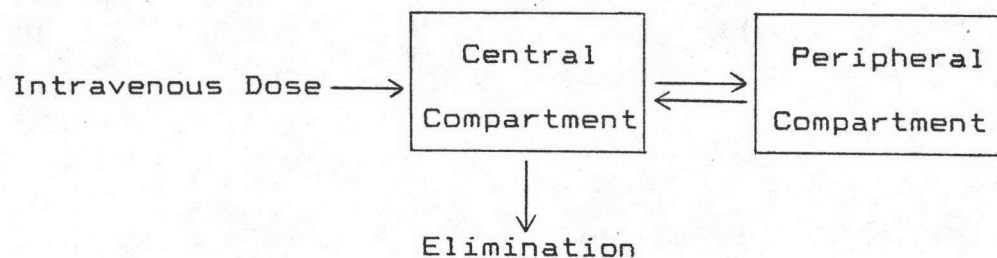 Central
Compartment
Peripheral
Compartment
Intravenous Dose
Elimination